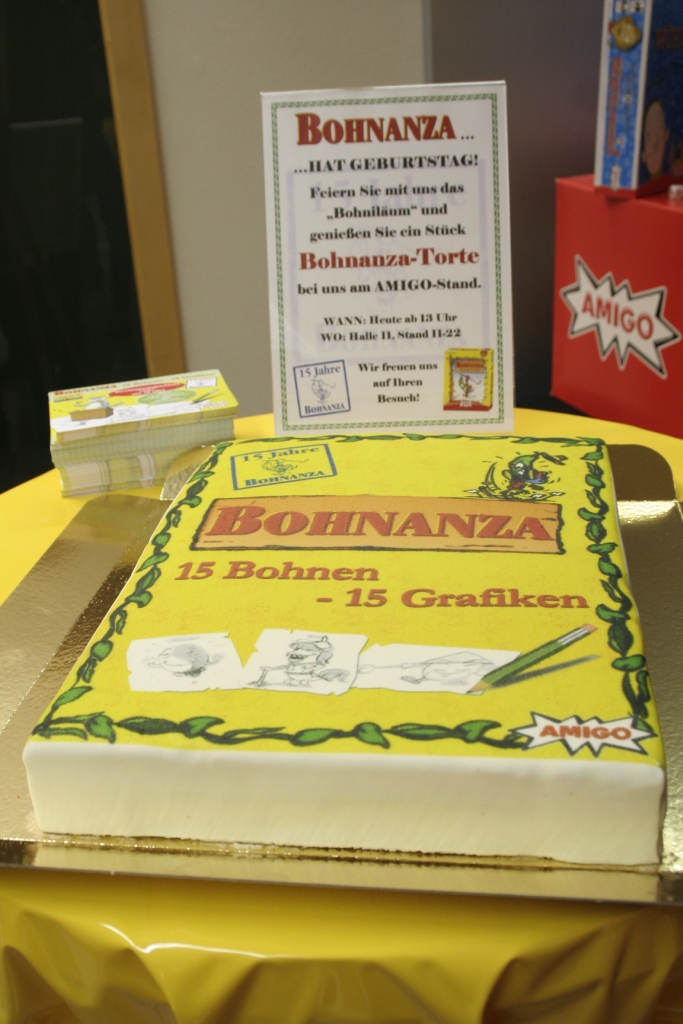 BOHNANZA ...
...HAT GEBURTSTAG!
Feiern Sie mit uns das
„Bohniläum“ und
genießen Sie ein Stück
Bohnanza-Torte
bei uns am AMIGO-Stand.
WANN: Heute ab 13 Uhr
WO: Halle 11, Stand 11-22
15 Jahre
BOHNANZA
Wir freuen uns
auf Ihren
Besuch!
AMIGO
BOHNANZA
15 Jahre
BOHNANZA
BOHNANZA
15 Bohnen
- 15 Grafiken
AMIGO